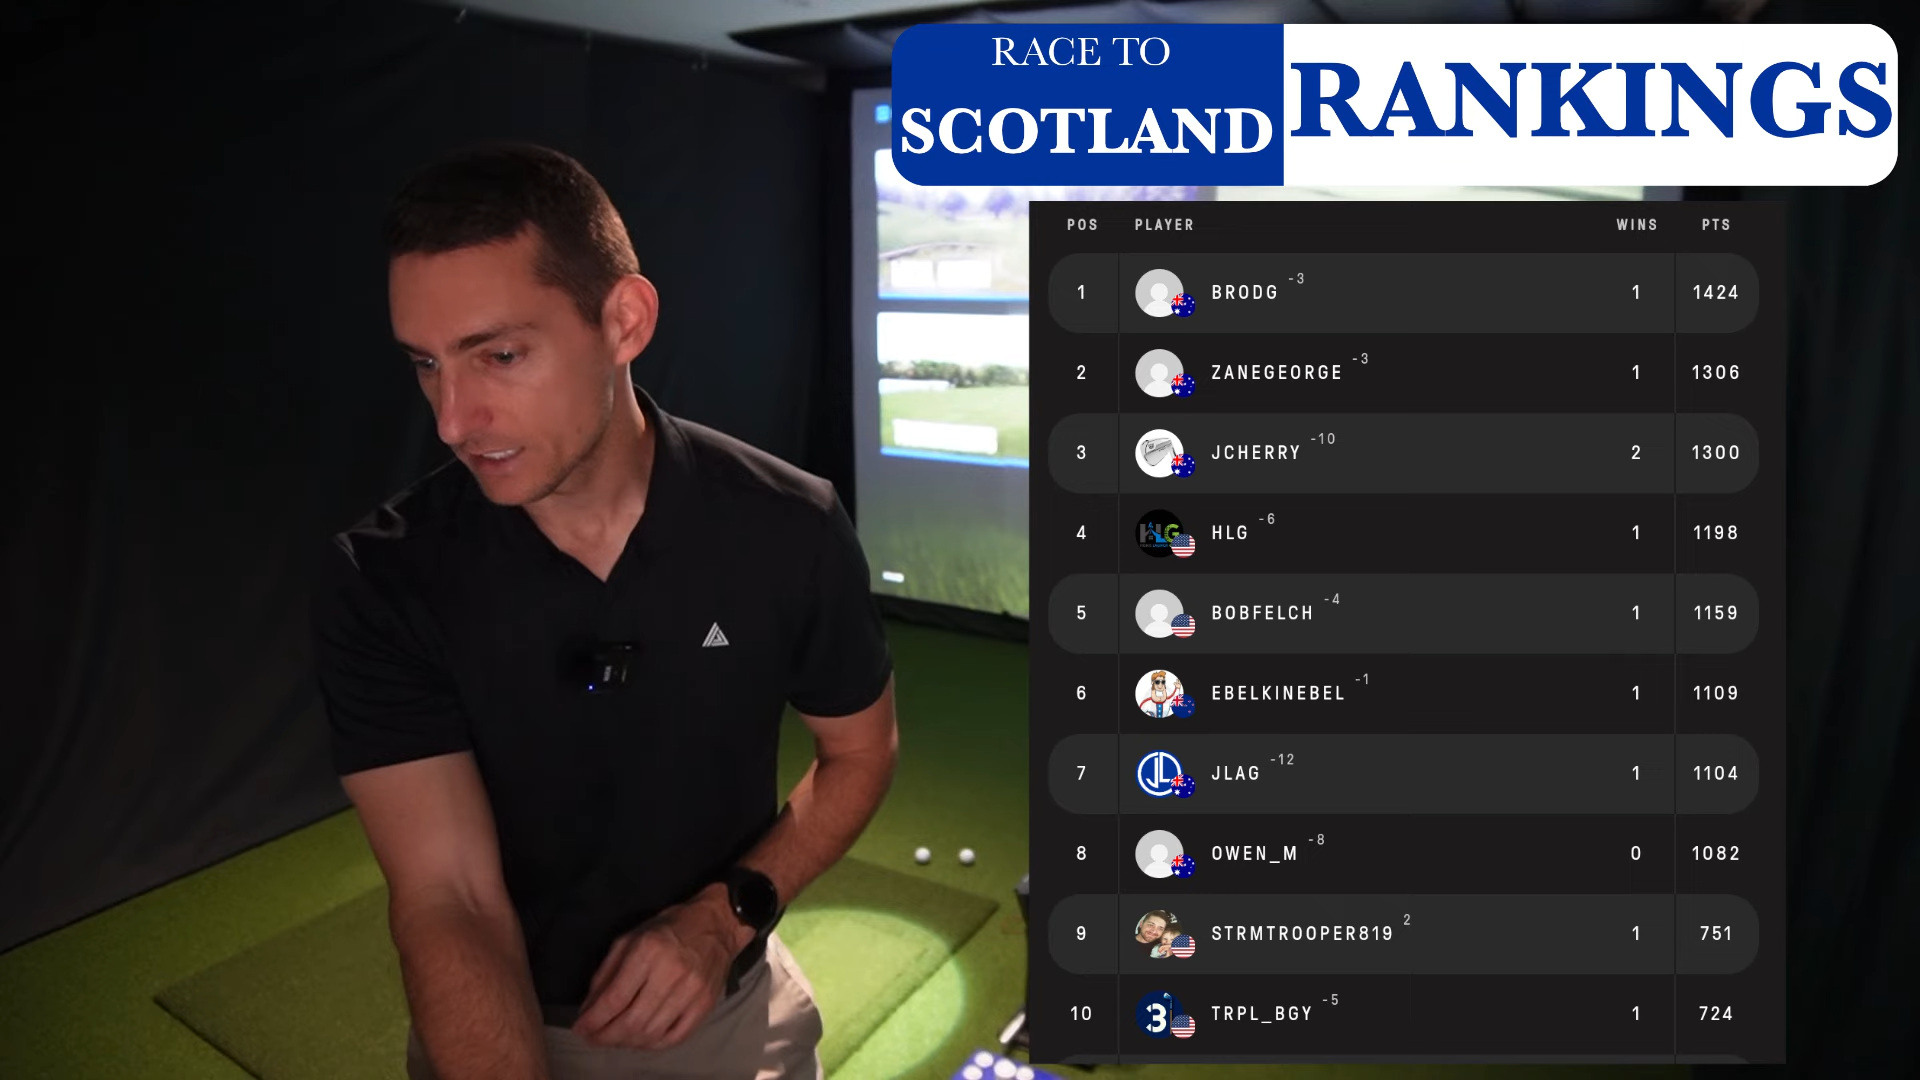 RACE TO
SCOTLAND
RANKINGS
POS PLAYER WINS PTS
1 BRODG -3 1 1424
2 ZANEGEORGE -3 1 1306
3 JCHERRY -10 2 1300
4 HLG HLG -6 1 1198
5 BOBFELCH -4 1 1159
6 EBELKINEBEL -1 1 1109
7 JL JLAG -12 1 1104
8 OWEN_M -8 0 1082
9 STRMTROOPER819 2 1 751
10 3 TRPL_BGY -5 1 724